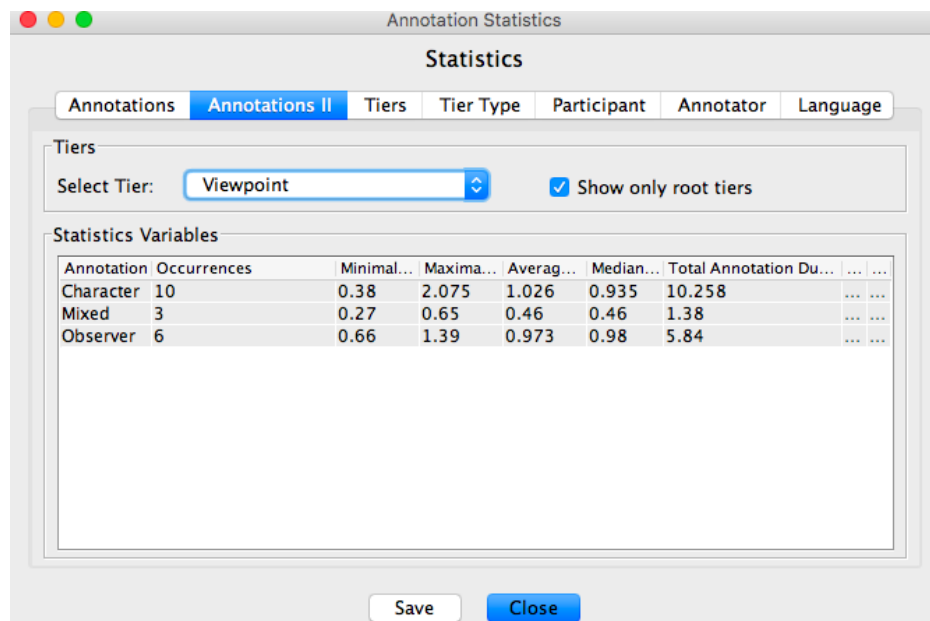 Annotation Statistics
Statistics
Annotations Annotations II Tiers Tier Type Participant Annotator Language
Tiers
Select Tier: Viewpoint Show only root tiers
Statistics Variables
Annotation Occurrences Minimal... Maxima... Averag... Median... Total Annotation Du... ... ...
Character 10 0.38 2.075 1.026 0.935 10.258 ... ...
Mixed 3 0.27 0.65 0.46 0.46 1.38 ... ...
Observer 6 0.66 1.39 0.973 0.98 5.84 ... ...
Save Close